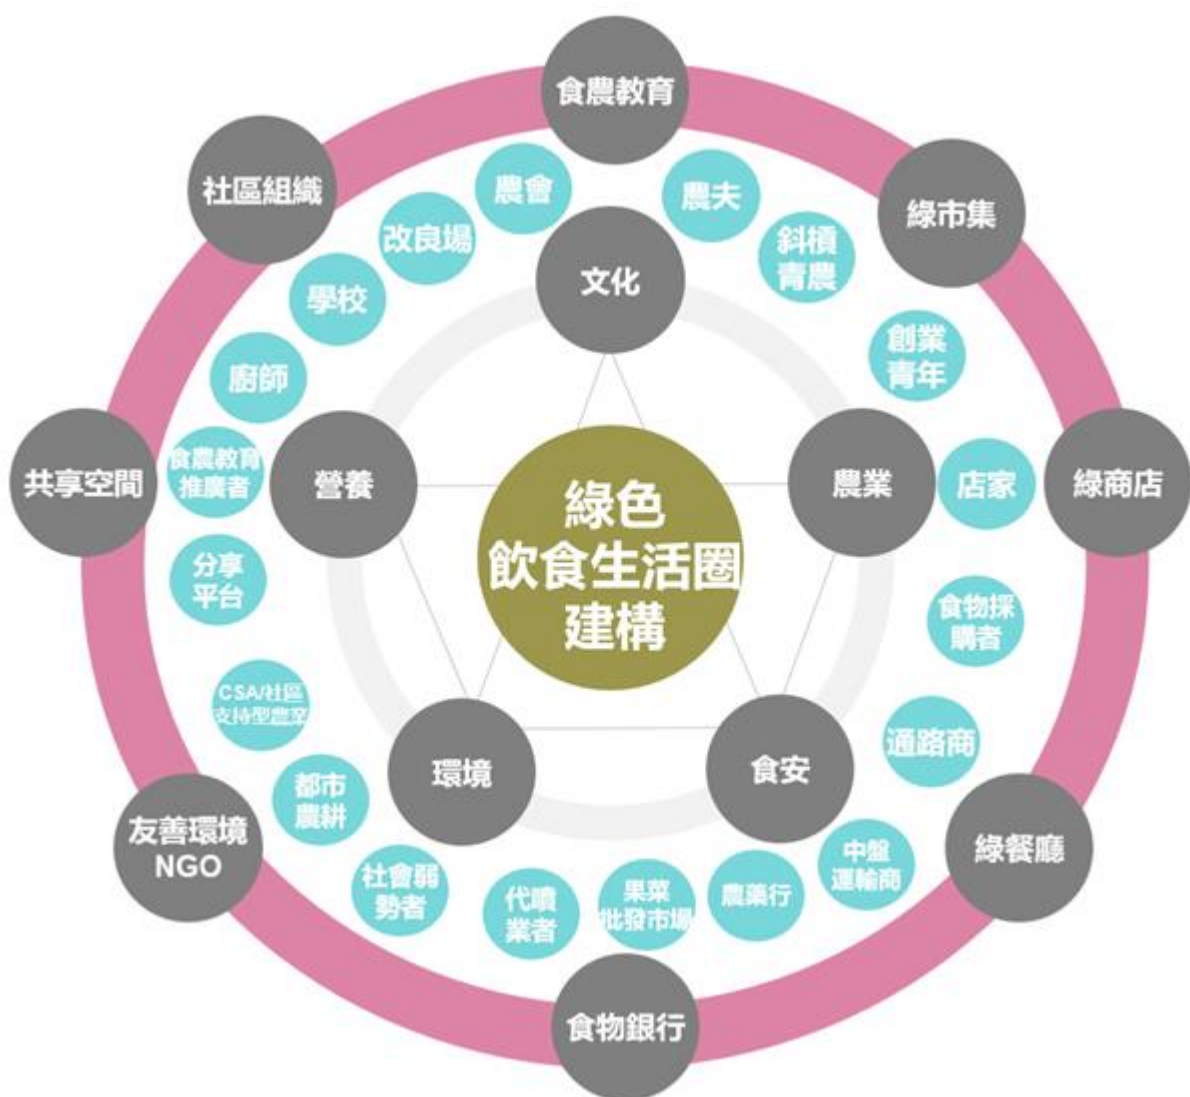 食農教育
社區組織
綠市集
農會
農夫
改良場
斜槓
青農
文化
學校
創業
青年
廚師
共享空間
食農教育
推廣者
營養
綠色
飲食生活圈
建構
農業
店家
綠商店
分享
平台
食物採
購者
CSA/社區
支持型農業
通路商
環境
食安
都市
農耕
友善環境
NGO
綠餐廳
社會弱
勢者
代噴
業者
果菜
批發市場
農藥行
中盤
運輸商
食物銀行